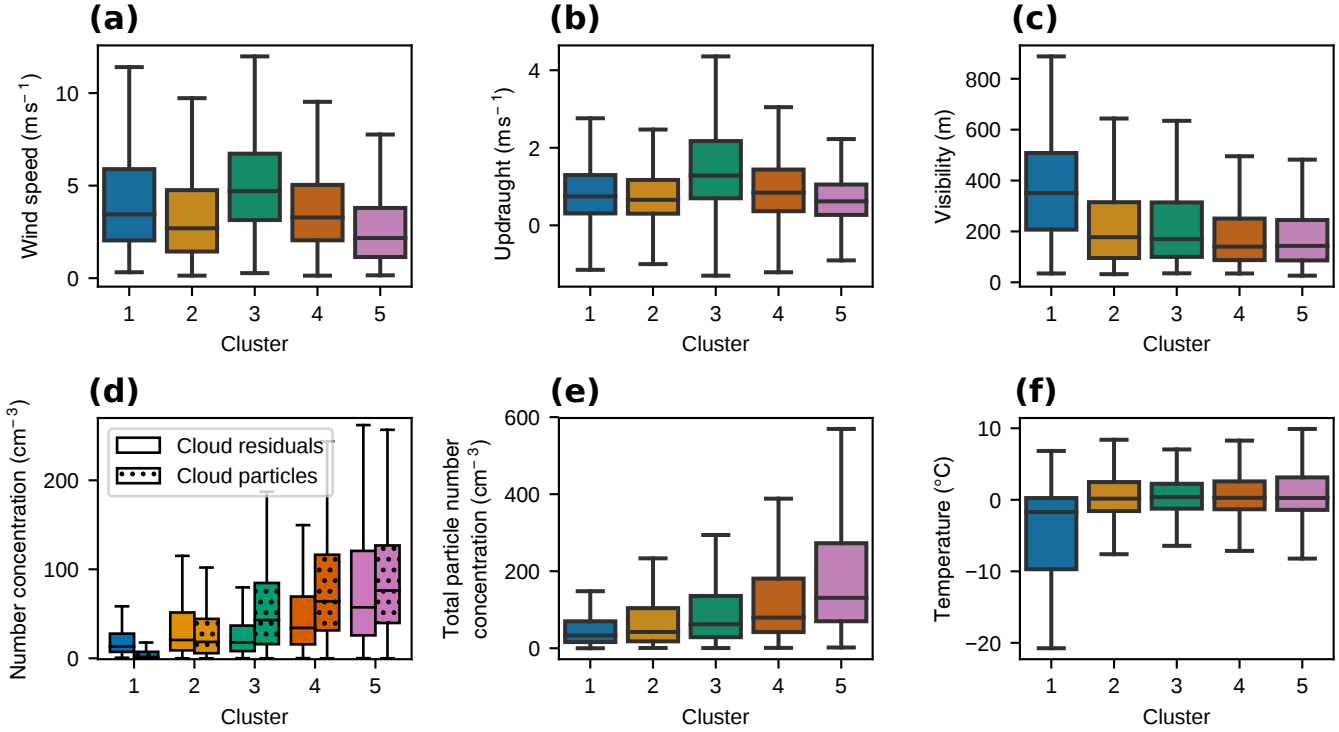 (a)
Wind speed (m s⁻¹)
10
5
0
1 2 3 4 5
Cluster
(b)
Updraught (m s⁻¹)
4
2
0
1 2 3 4 5
Cluster
(c)
Visibility (m)
800
600
400
200
0
1 2 3 4 5
Cluster
(d)
Number concentration (cm⁻³)
200
100
0
Cloud residuals
Cloud particles
1 2 3 4 5
Cluster
(e)
Total particle number
concentration (cm⁻³)
600
400
200
0
1 2 3 4 5
Cluster
(f)
Temperature (°C)
10
0
−10
−20
1 2 3 4 5
Cluster